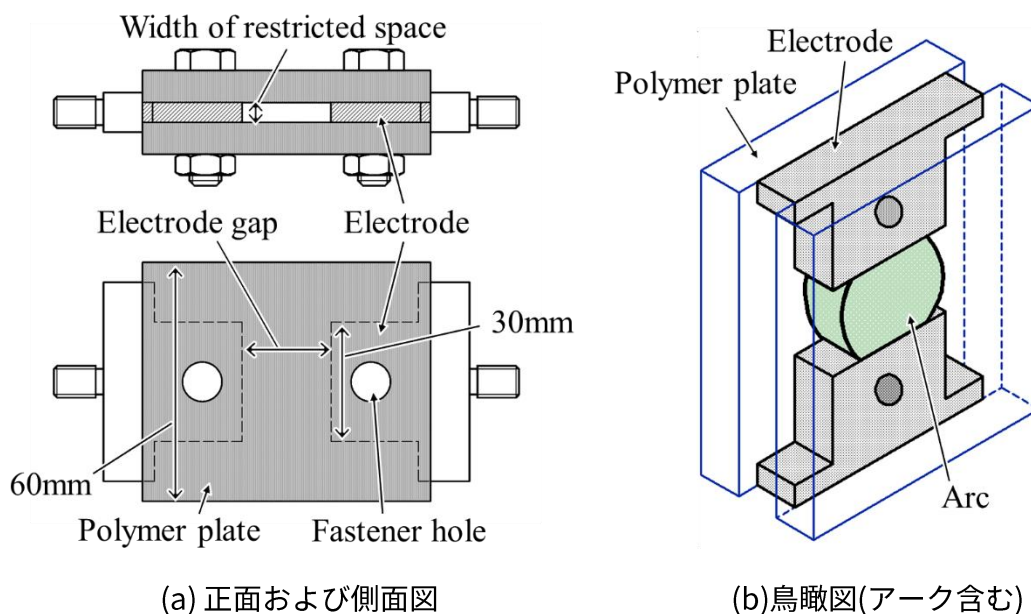 Width of restricted space
Electrode gap
Electrode
30mm
60mm
Polymer plate
Fastener hole
(a) 正面および側面図
Electrode
Polymer plate
Arc
(b)鳥瞰図(アーク含む)